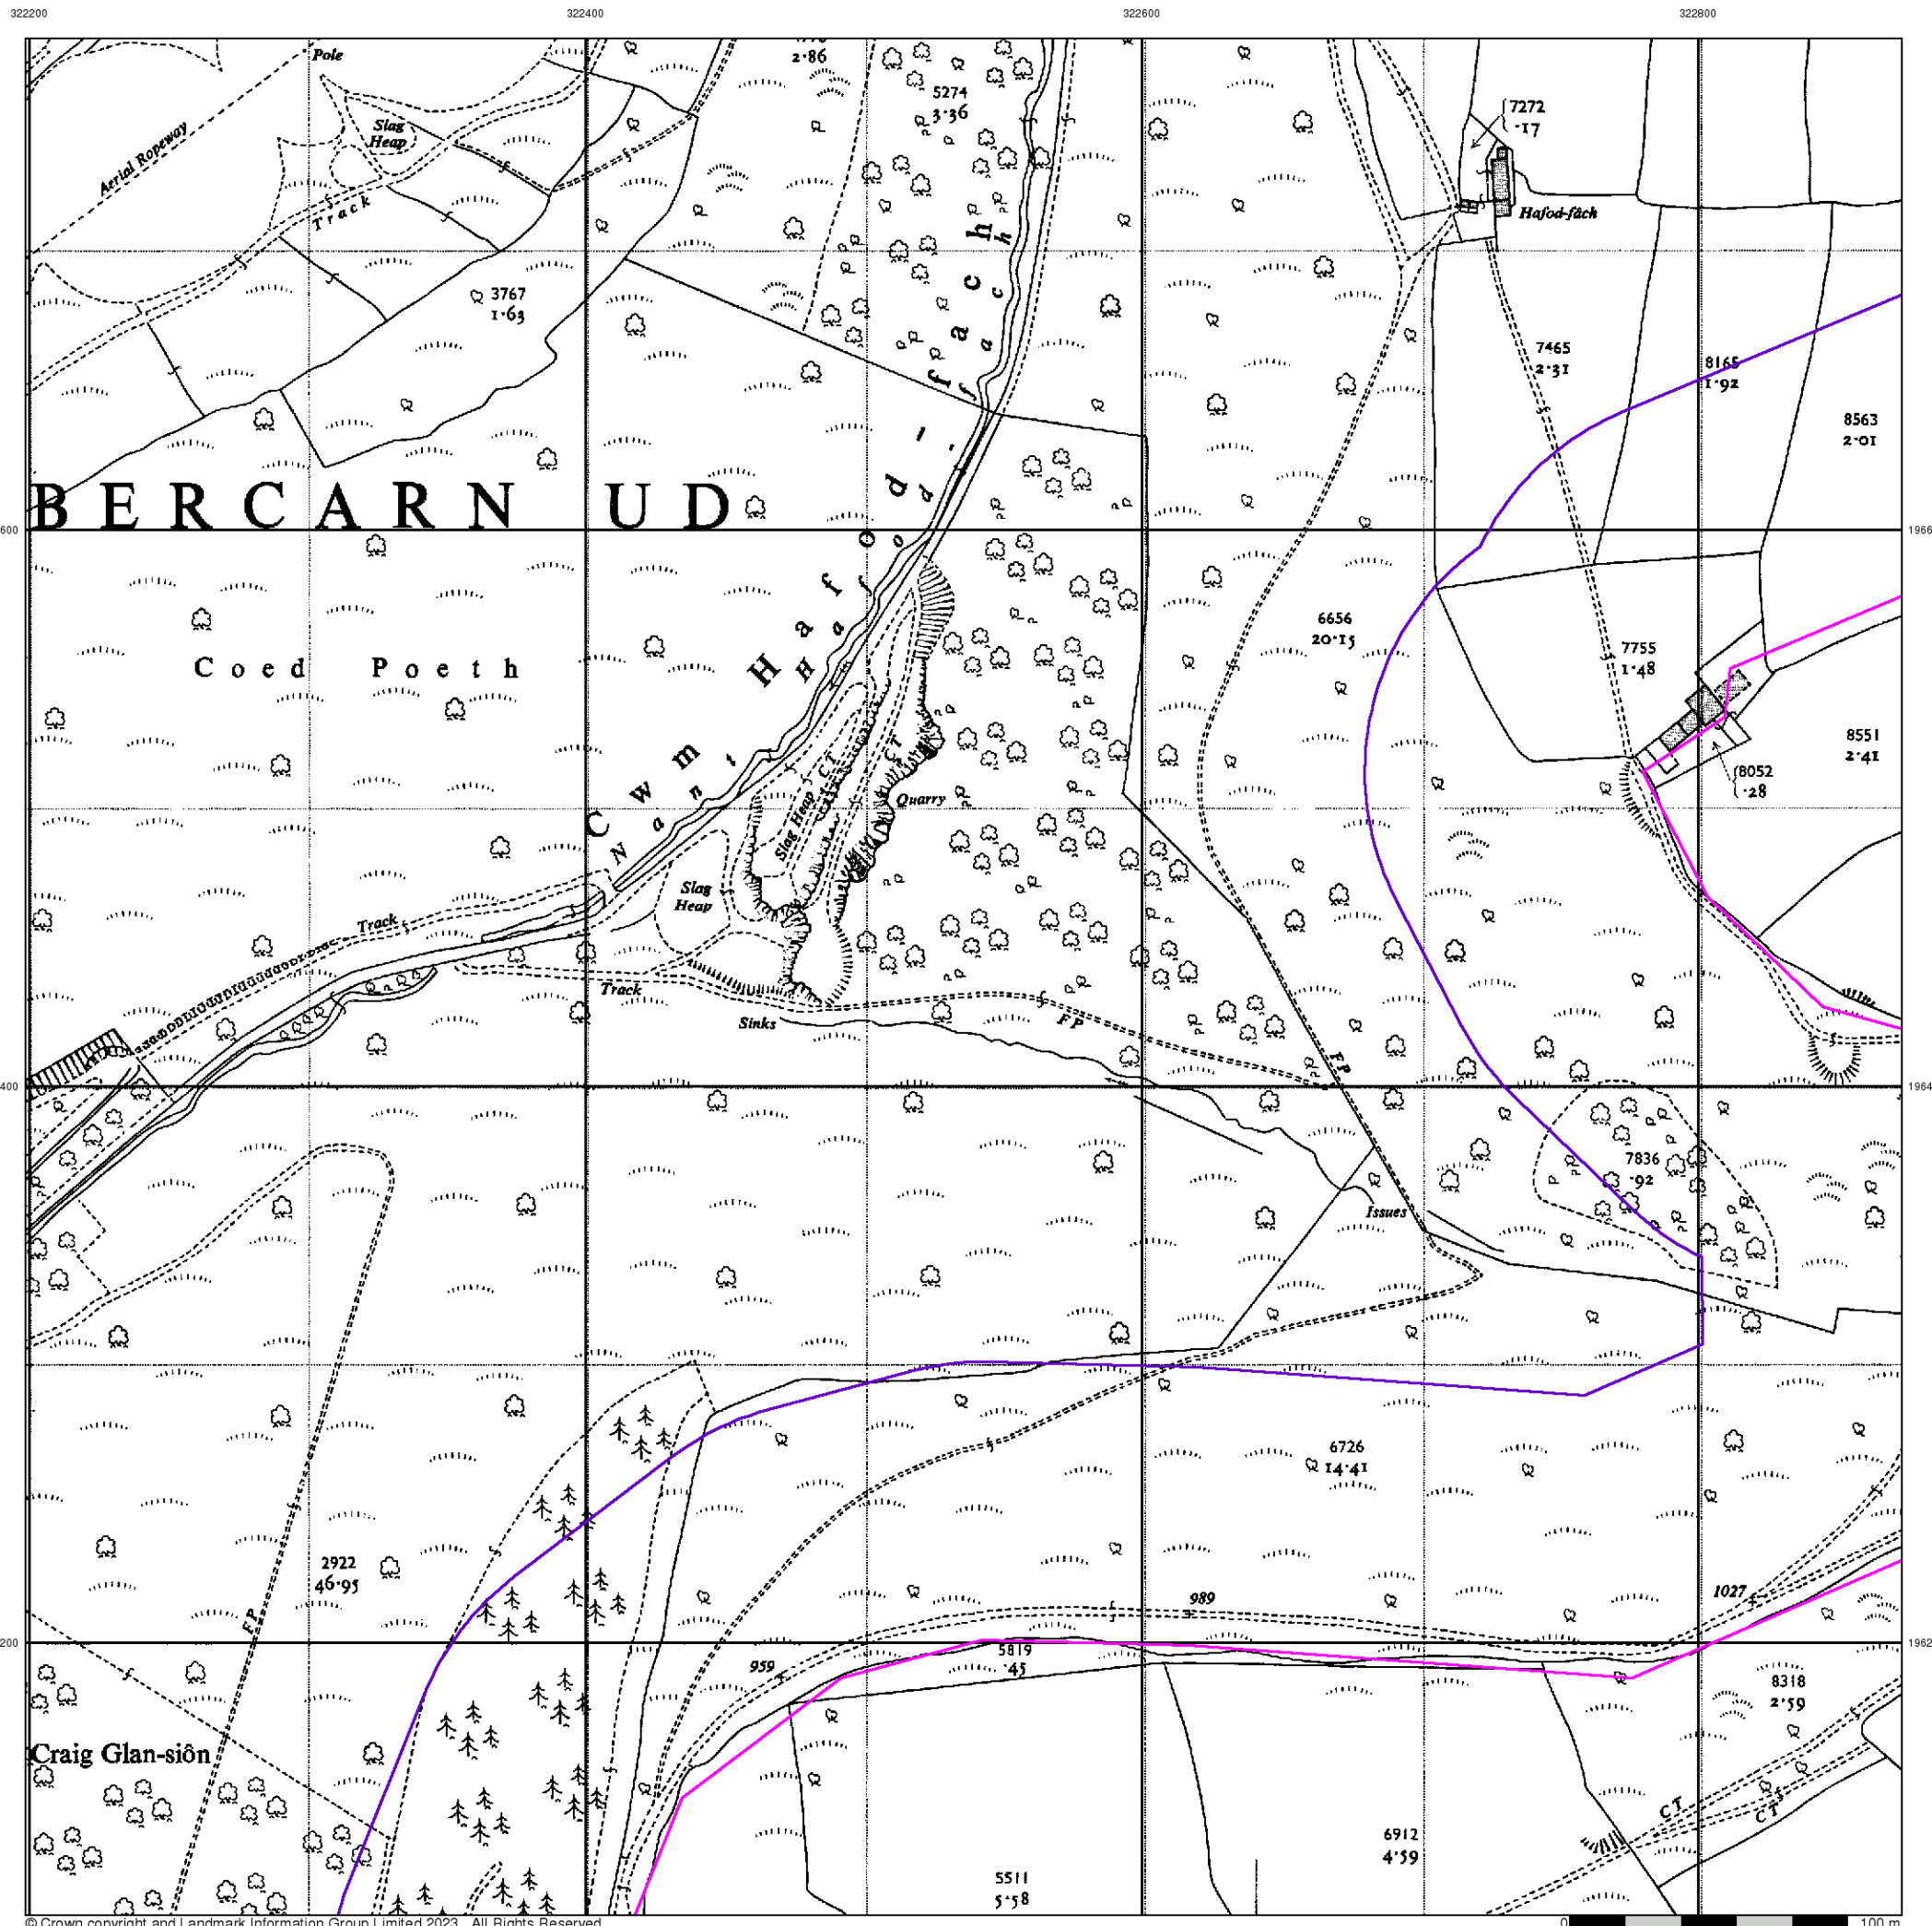 322200 322400 322600 322800
Pole
2·86
5274
3·36
7272
·17
Slag
Heap
Aerial Ropeway
Track
Hafod-fâch
3767
1·63
7465
2·31
8165
1·92
8563
2·01
BERCARN UD
600
1966
6656
20·15
7755
1·48
Coed Poeth
Cwm Hafod-fach
Nant Hafod-fach
8551
2·41
8052
·28
CT
CT
Slag Heap
Quarry
Slag
Heap
Track
Track
Sinks
FP
FP
400
1964
7836
·92
Issues
6726
14·41
2922
46·95
FP
989
1027
200
1962
959
5819
·45
8318
2·59
Craig Glan-siôn
CT
CT
6912
4·59
5511
5·58
© Crown copyright and Landmark Information Group Limited 2023. All Rights Reserved
0 100 m